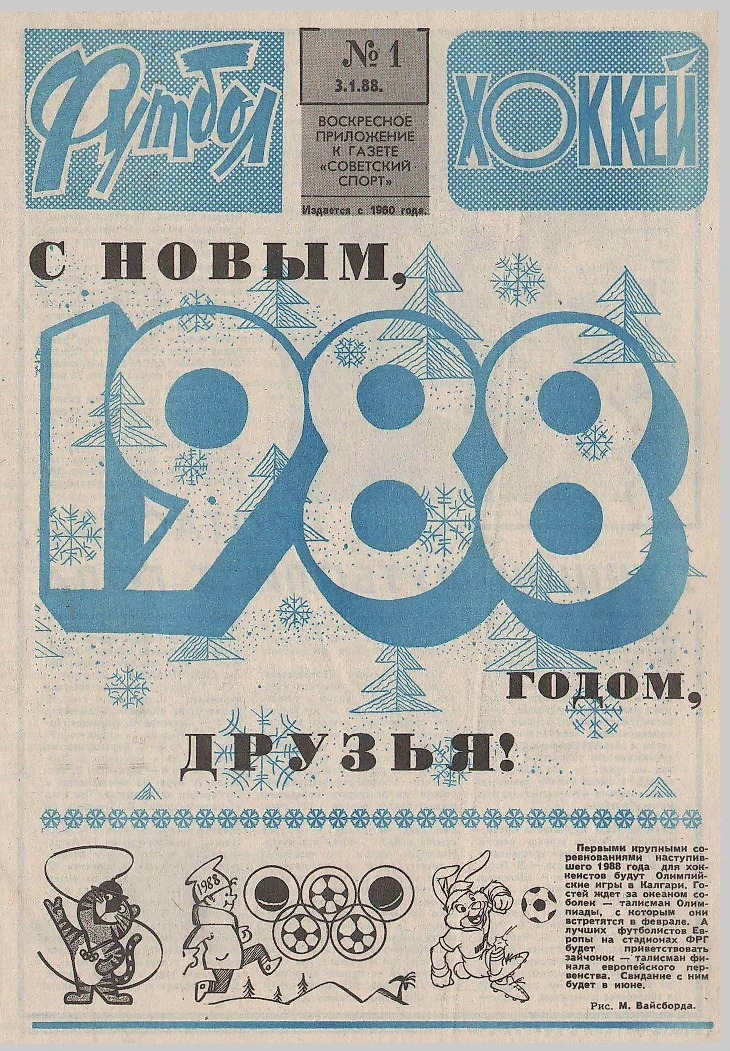 Футбол
№ 1
3.1.88.
ВОСКРЕСНОЕ
ПРИЛОЖЕНИЕ
К ГАЗЕТЕ
«СОВЕТСКИЙ
СПОРТ»
Издается с 1960 года.
ХОККЕЙ
С НОВЫМ,
1988
ГОДОМ,
ДРУЗЬЯ!
1988
Первыми крупными со-
ревнованиями наступив-
шего 1988 года для хок-
кеистов будут Олимпий-
ские игры в Калгари. Го-
стей ждет за океаном со-
болек — талисман Олим-
пиады, с которым они
встретятся в феврале. А
лучших футболистов Ев-
ропы на стадионах ФРГ
будет приветствовать
зайчонок — талисман фи-
нала европейского пер-
венства. Свидание с ним
будет в июне.
Рис. М. Вайсборда.